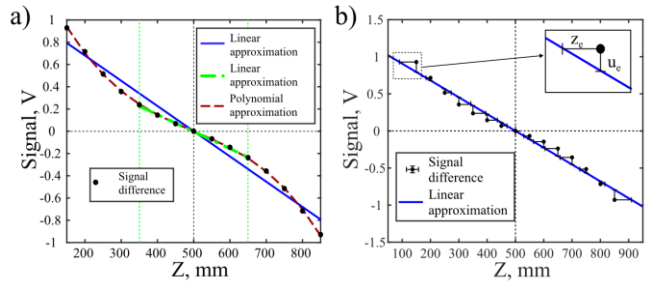 a)
Signal, V
1
0.8
0.6
0.4
0.2
0
-0.2
-0.4
-0.6
-0.8
-1
Linear
approximation
Linear
approximation
Polynomial
approximation
Signal
difference
200
300
400
500
600
700
800
Z, mm
b)
Signal, V
1.5
1
0.5
0
-0.5
-1
-1.5
z_e
u_e
Signal
difference
Linear
approximation
100
200
300
400
500
600
700
800
900
Z, mm